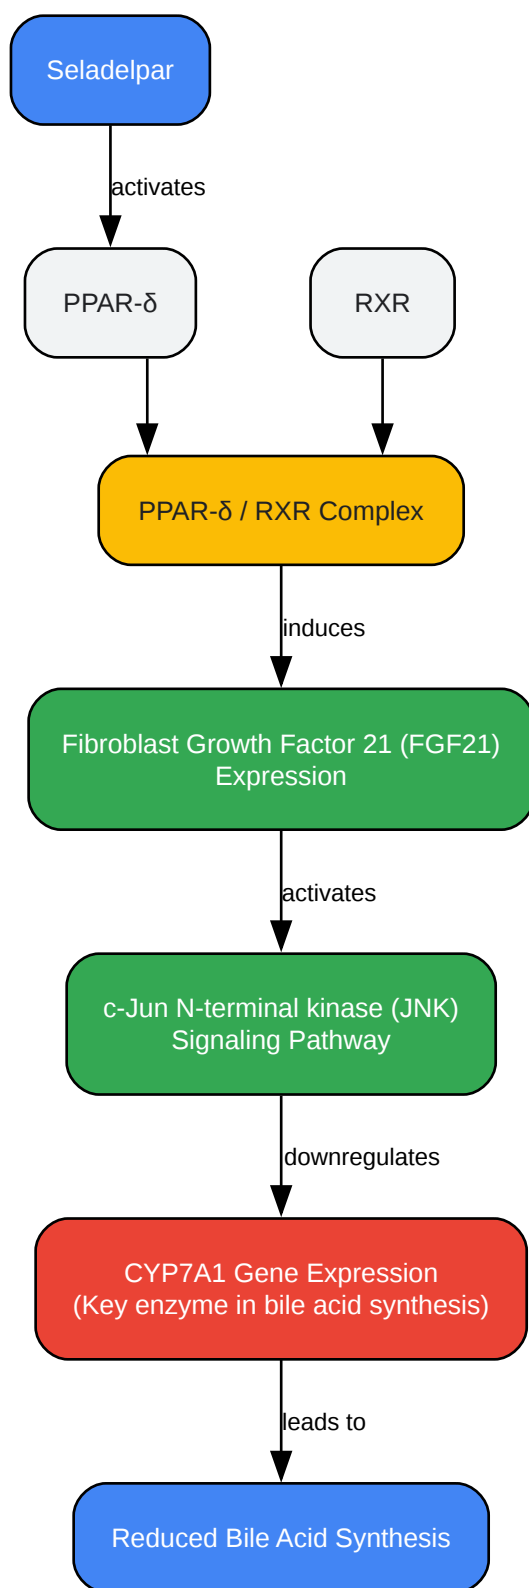 Seladelpar
activates
PPAR-δ
RXR
PPAR-δ / RXR Complex
induces
Fibroblast Growth Factor 21 (FGF21)
Expression
activates
c-Jun N-terminal kinase (JNK)
Signaling Pathway
downregulates
CYP7A1 Gene Expression
(Key enzyme in bile acid synthesis)
leads to
Reduced Bile Acid Synthesis